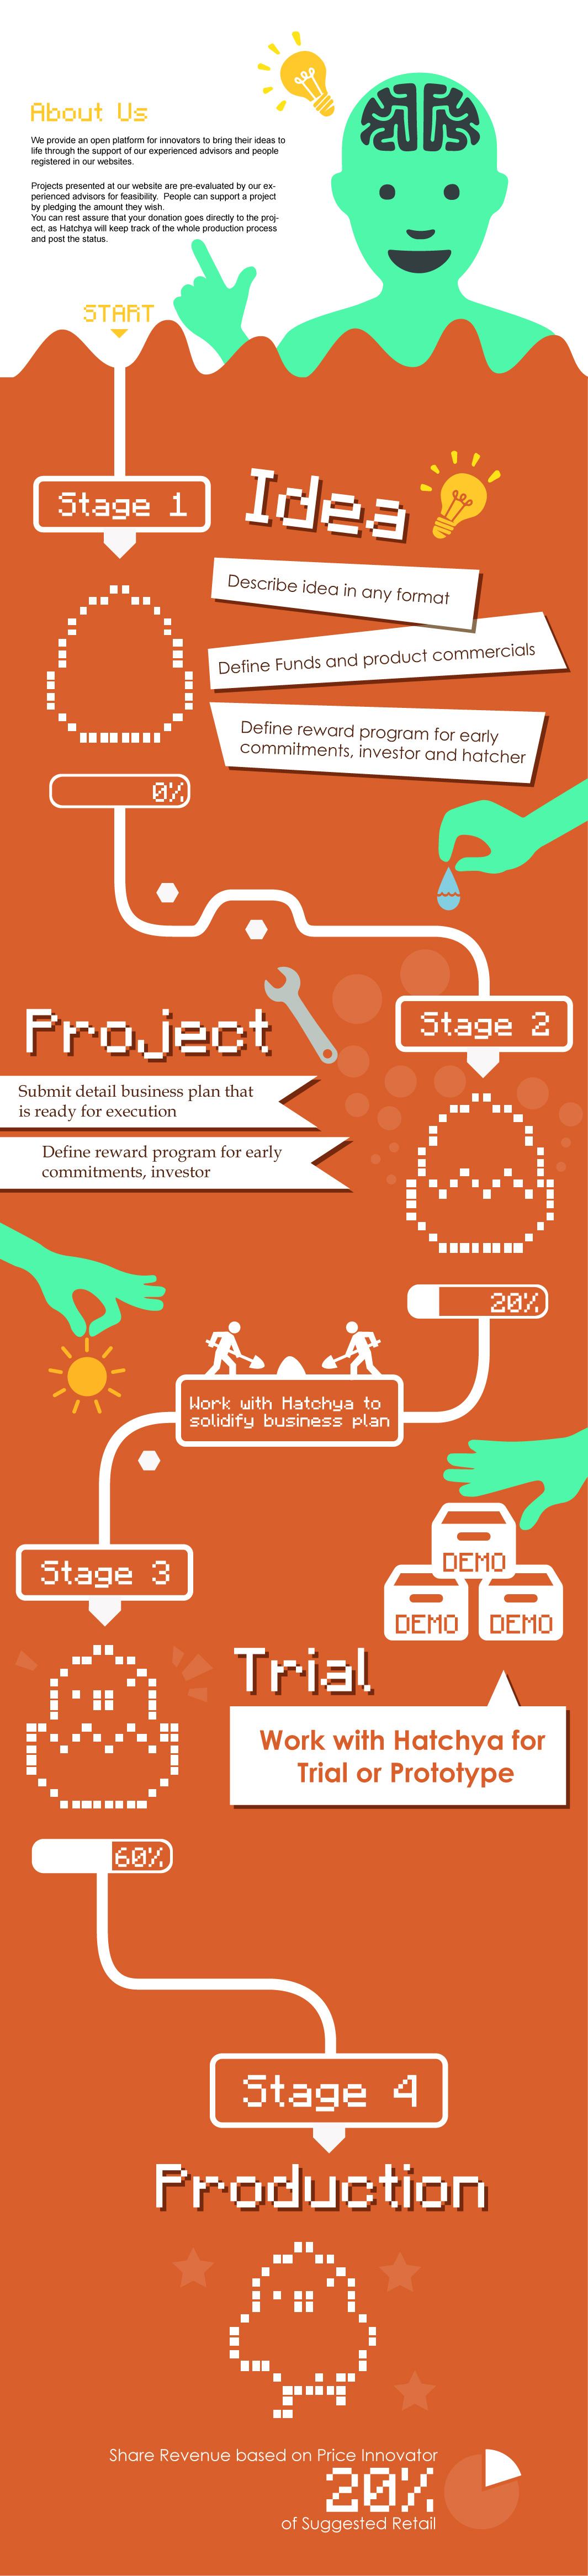 About Us
We provide an open platform for innovators to bring their ideas to
life through the support of our experienced advisors and people
registered in our websites.
Projects presented at our website are pre-evaluated by our ex-
perienced advisors for feasibility. People can support a project
by pledging the amount they wish.
You can rest assure that your donation goes directly to the proj-
ect, as Hatchya will keep track of the whole production process
and post the status.
START
Stage 1
Idea
Describe idea in any format
Define Funds and product commercials
Define reward program for early
commitments, investor and hatcher
0%
Project
Stage 2
Submit detail business plan that
is ready for execution
Define reward program for early
commitments, investor
20%
Work with Hatchya to
solidify business plan
Stage 3
DEMO
DEMO
DEMO
Trial
Work with Hatchya for
Trial or Prototype
60%
Stage 4
Production
Share Revenue based on Price Innovator
20%
of Suggested Retail